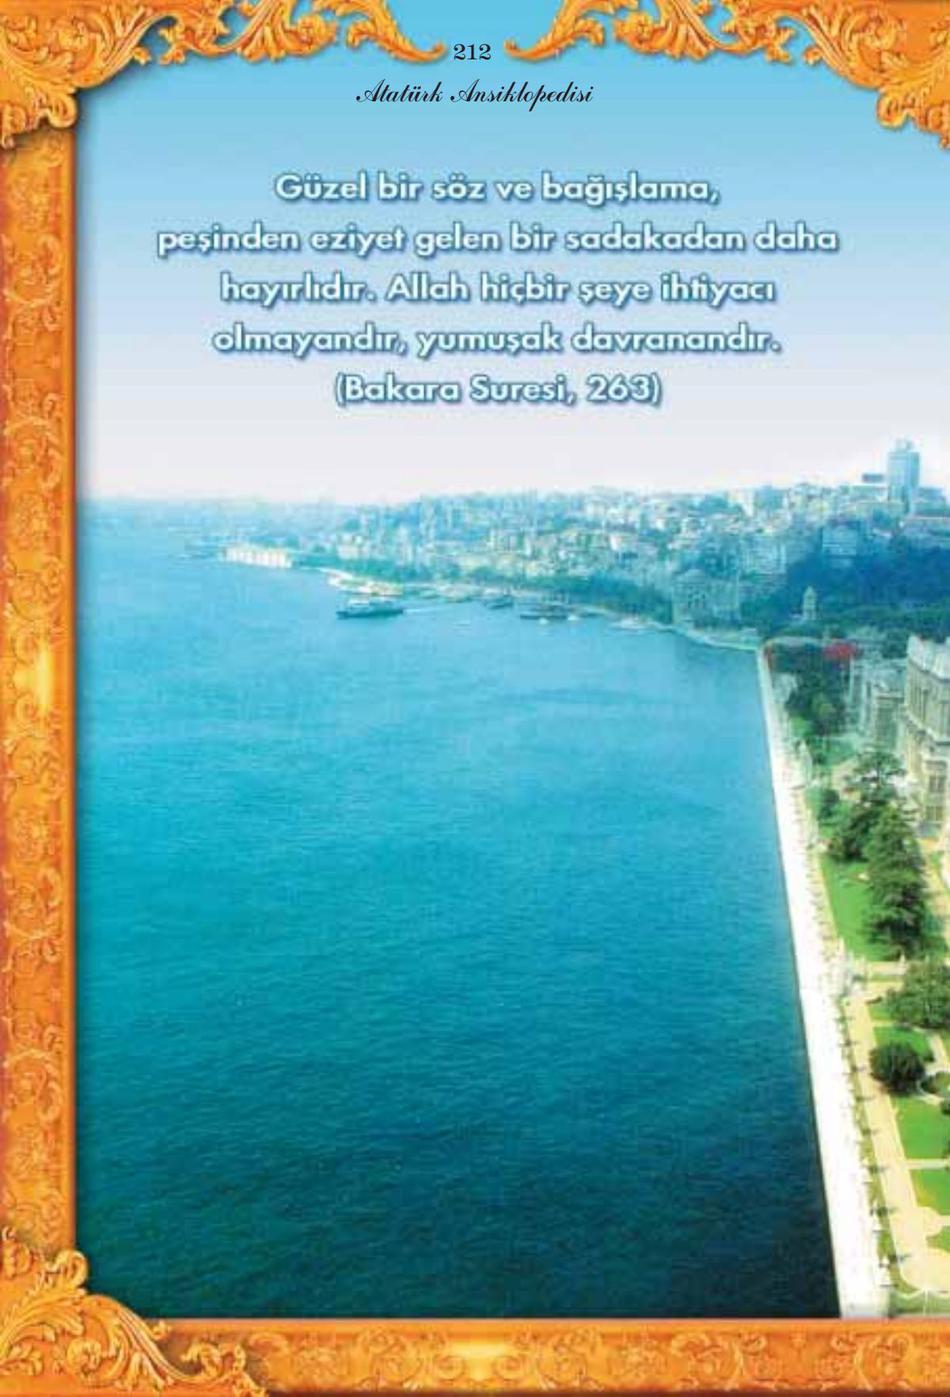 212
Atatürk Ansiklopedisi
Güzel bir söz ve bağışlama,
peşinden eziyet gelen bir sadakadan daha
hayırlıdır. Allah hiçbir şeye ihtiyacı
olmayandır, yumuşak davranandır.
(Bakara Suresi, 263)